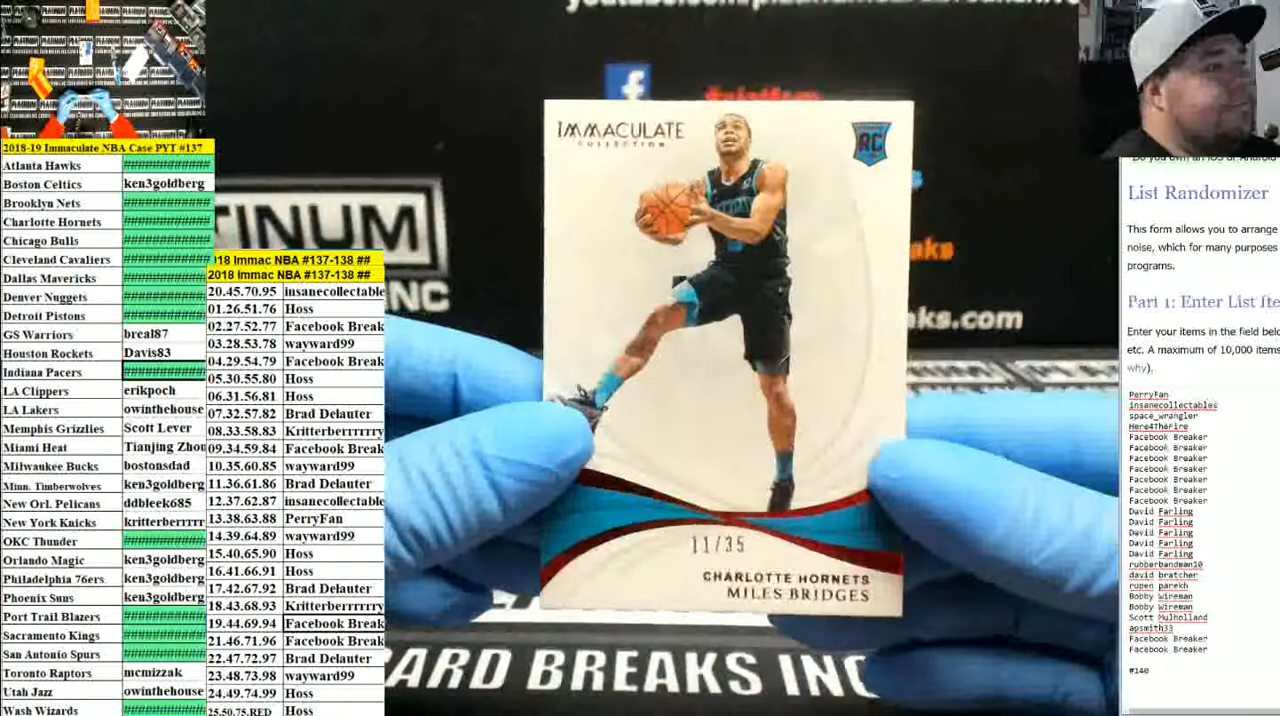 2018-19 Immaculate NBA Case PYT #137
Atlanta Hawks ##############
Boston Celtics ken3goldberg
Brooklyn Nets
Charlotte Hornets
Chicago Bulls
Cleveland Cavaliers
Dallas Mavericks
Denver Nuggets
Detroit Pistons
GS Warriors breal87
Houston Rockets Davis83
Indiana Pacers
LA Clippers erikpoch
LA Lakers owinthehouse
Memphis Grizzlies Scott Lever
Miami Heat Tianjing Zhou
Milwaukee Bucks bostonsdad
Minn. Timberwolves ken3goldberg
New Orl. Pelicans ddbleek685
New York Knicks kritterberrrrr
OKC Thunder
Orlando Magic ken3goldberg
Philadelphia 76ers ken3goldberg
Phoenix Suns ken3goldberg
Port Trail Blazers
Sacramento Kings
San Antonio Spurs
Toronto Raptors mcmizzak
Utah Jazz owinthehouse
Wash Wizards
018 Immac NBA #137-138 ##
2018 Immac NBA #137-138 ##
20.45.70.95 insanecollectable
01.26.51.76 Hoss
02.27.52.77 Facebook Break
03.28.53.78 wayward99
04.29.54.79 Facebook Break
05.30.55.80 Hoss
06.31.56.81 Hoss
07.32.57.82 Brad Delauter
08.33.58.83 Kritterberrrrrry
09.34.59.84 Facebook Break
10.35.60.85 wayward99
11.36.61.86 Brad Delauter
12.37.62.87 insanecollectable
13.38.63.88 PerryFan
14.39.64.89 wayward99
15.40.65.90 Hoss
16.41.66.91 Hoss
17.42.67.92 Brad Delauter
18.43.68.93 Kritterberrrrrry
19.44.69.94 Facebook Break
21.46.71.96 Facebook Break
22.47.72.97 Brad Delauter
23.48.73.98 wayward99
24.49.74.99 Hoss
25.50.75.RED Hoss
TINUM
INC
ks.com
ARD BREAKS INC
IMMACULATE
COLLECTION
RC
11/35
CHARLOTTE HORNETS
MILES BRIDGES
List Randomizer
This form allows you to arrange
noise, which for many purposes
programs.
Part 1: Enter List Ite
Enter your items in the field belo
etc. A maximum of 10,000 items
why).
PerryFan
insanecollectables
space_wrangler
Here4TheFire
Facebook Breaker
Facebook Breaker
Facebook Breaker
Facebook Breaker
Facebook Breaker
Facebook Breaker
Facebook Breaker
David Farling
David Farling
David Farling
David Farling
David Farling
rubberbandman10
david bratcher
rupen parekh
Bobby Wireman
Bobby Wireman
Scott Mulholland
apsmith33
Facebook Breaker
Facebook Breaker
#140